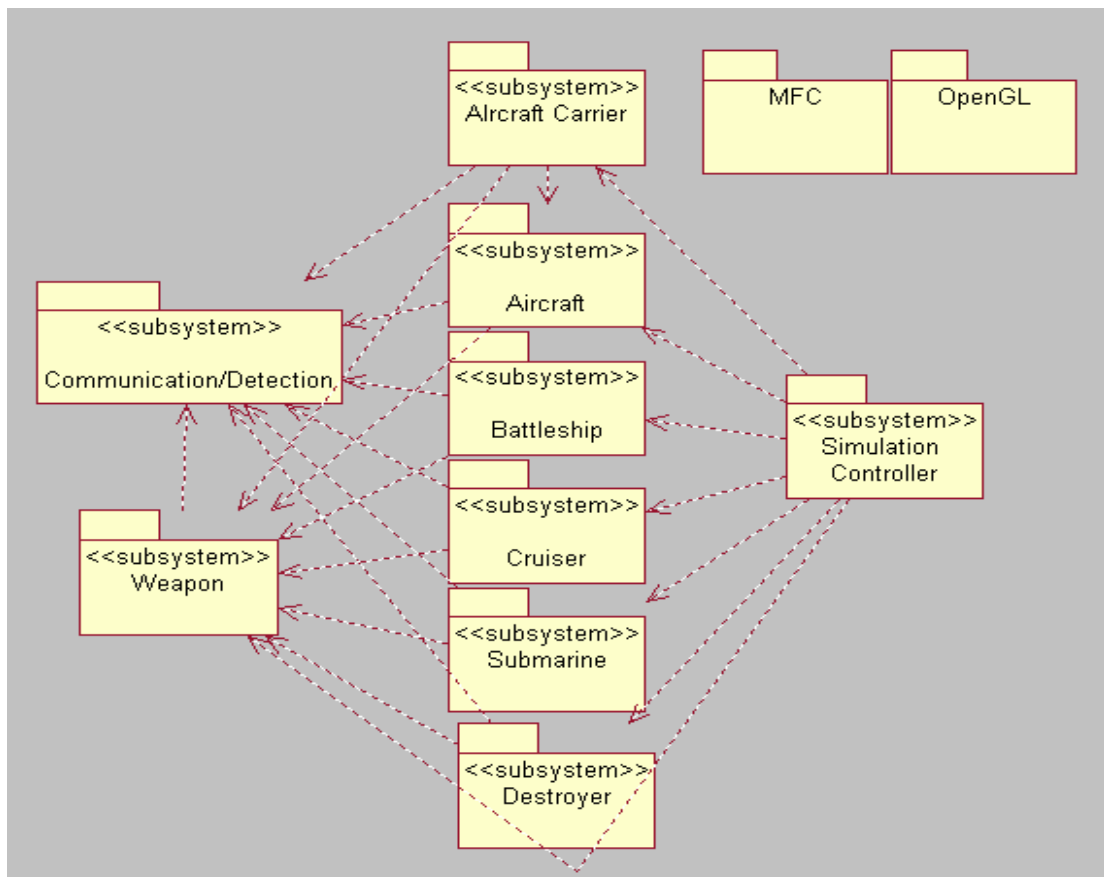 <<subsystem>>
AIrcraft Carrier
MFC
OpenGL
<<subsystem>>
Aircraft
<<subsystem>>
Communication/Detection
<<subsystem>>
Battleship
<<subsystem>>
Simulation
Controller
<<subsystem>>
Cruiser
<<subsystem>>
Weapon
<<subsystem>>
Submarine
<<subsystem>>
Destroyer